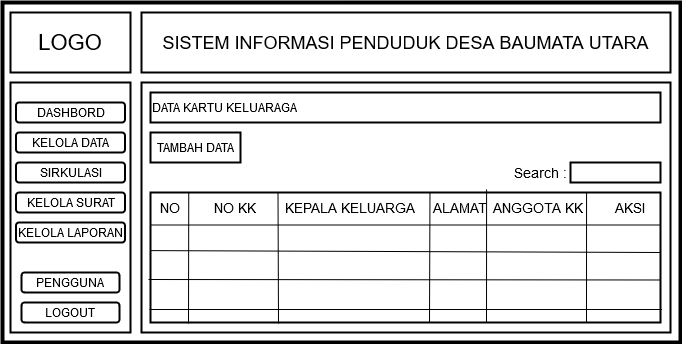 LOGO
SISTEM INFORMASI PENDUDUK DESA BAUMATA UTARA
DASHBORD
KELOLA DATA
SIRKULASI
KELOLA SURAT
KELOLA LAPORAN
PENGGUNA
LOGOUT
DATA KARTU KELUARAGA
TAMBAH DATA
Search :
NO NO KK KEPALA KELUARGA ALAMAT ANGGOTA KK AKSI